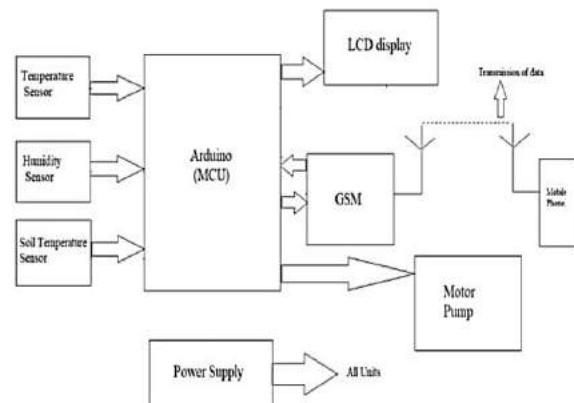 LCD display
Transmission of data
Temperature
Sensor
Arduino
(MCU)
Humidity
Sensor
GSM
Mobile
Phone
Soil Temperature
Sensor
Motor
Pump
Power Supply
All Units